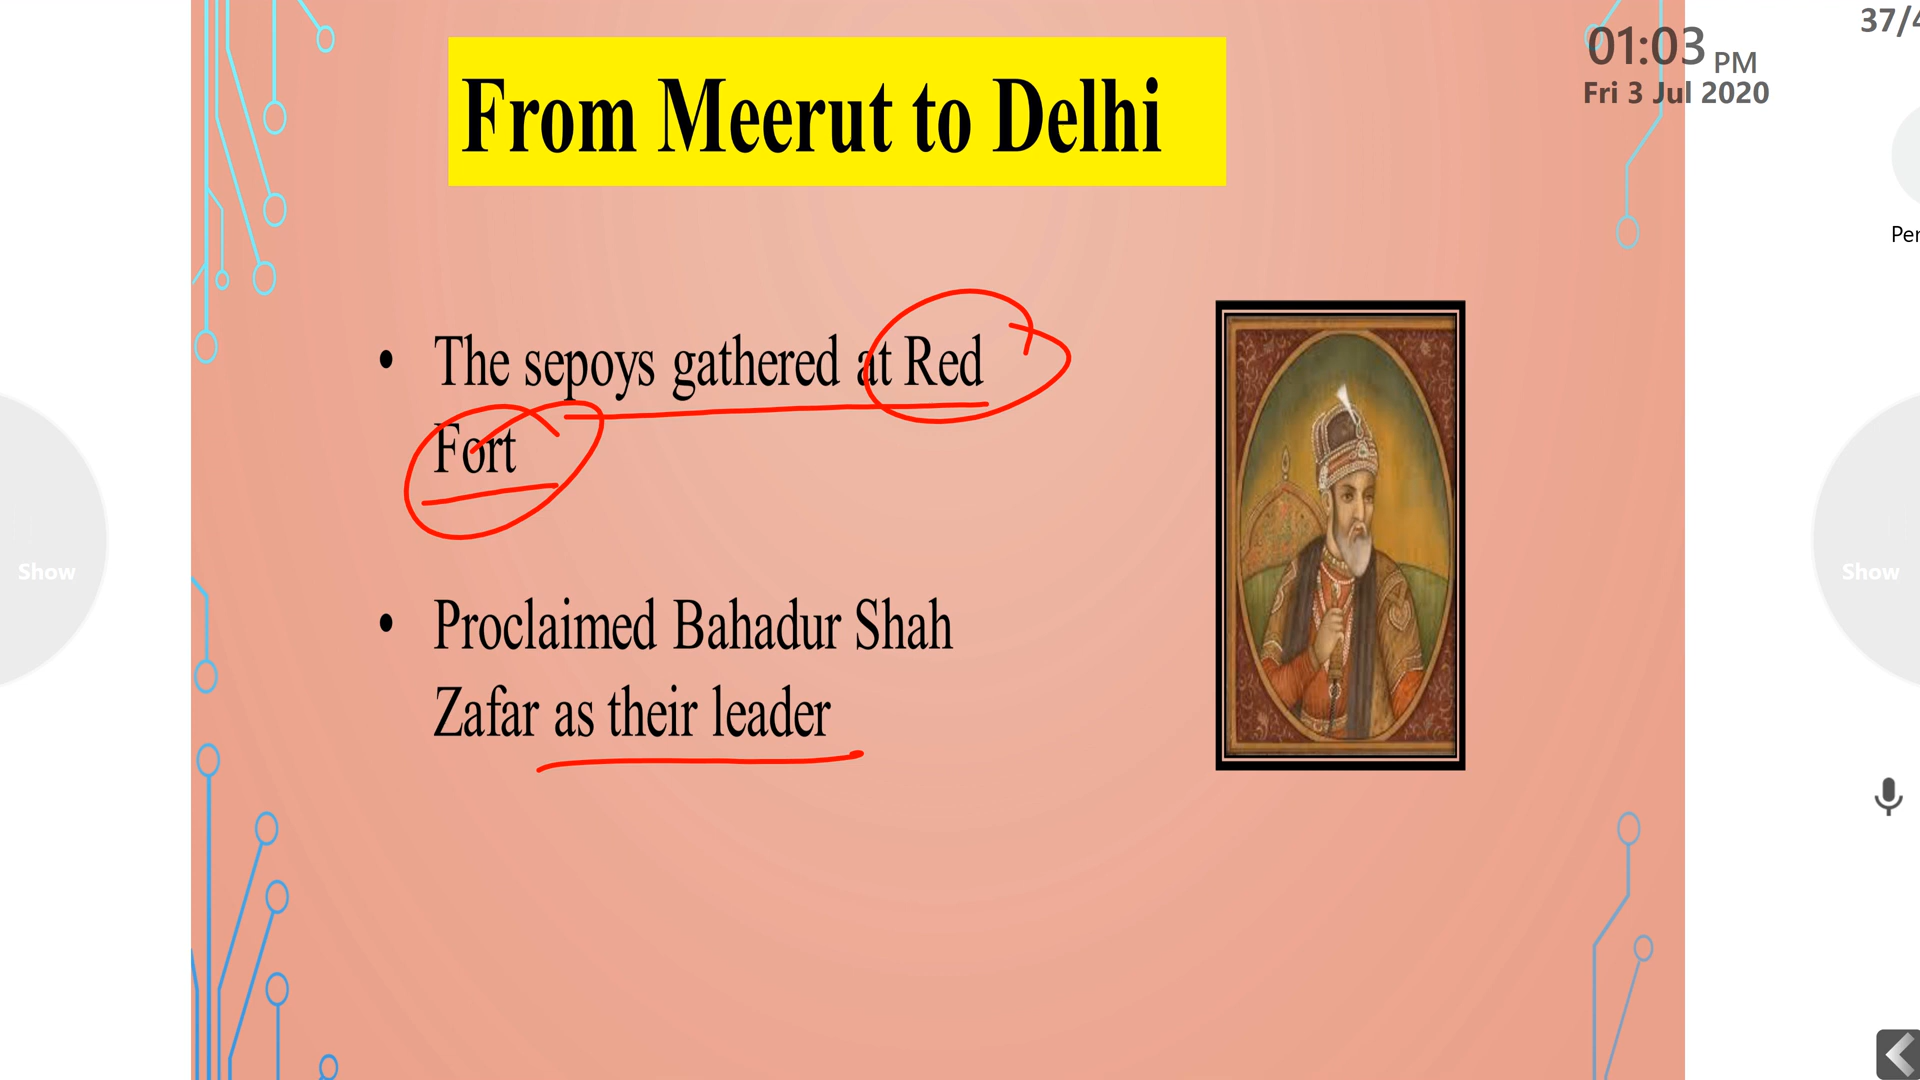 From Meerut to Delhi
01:03 PM
Fri 3 Jul 2020
37/4
Per
• The sepoys gathered at Red
Fort
• Proclaimed Bahadur Shah
Zafar as their leader
Show
Show